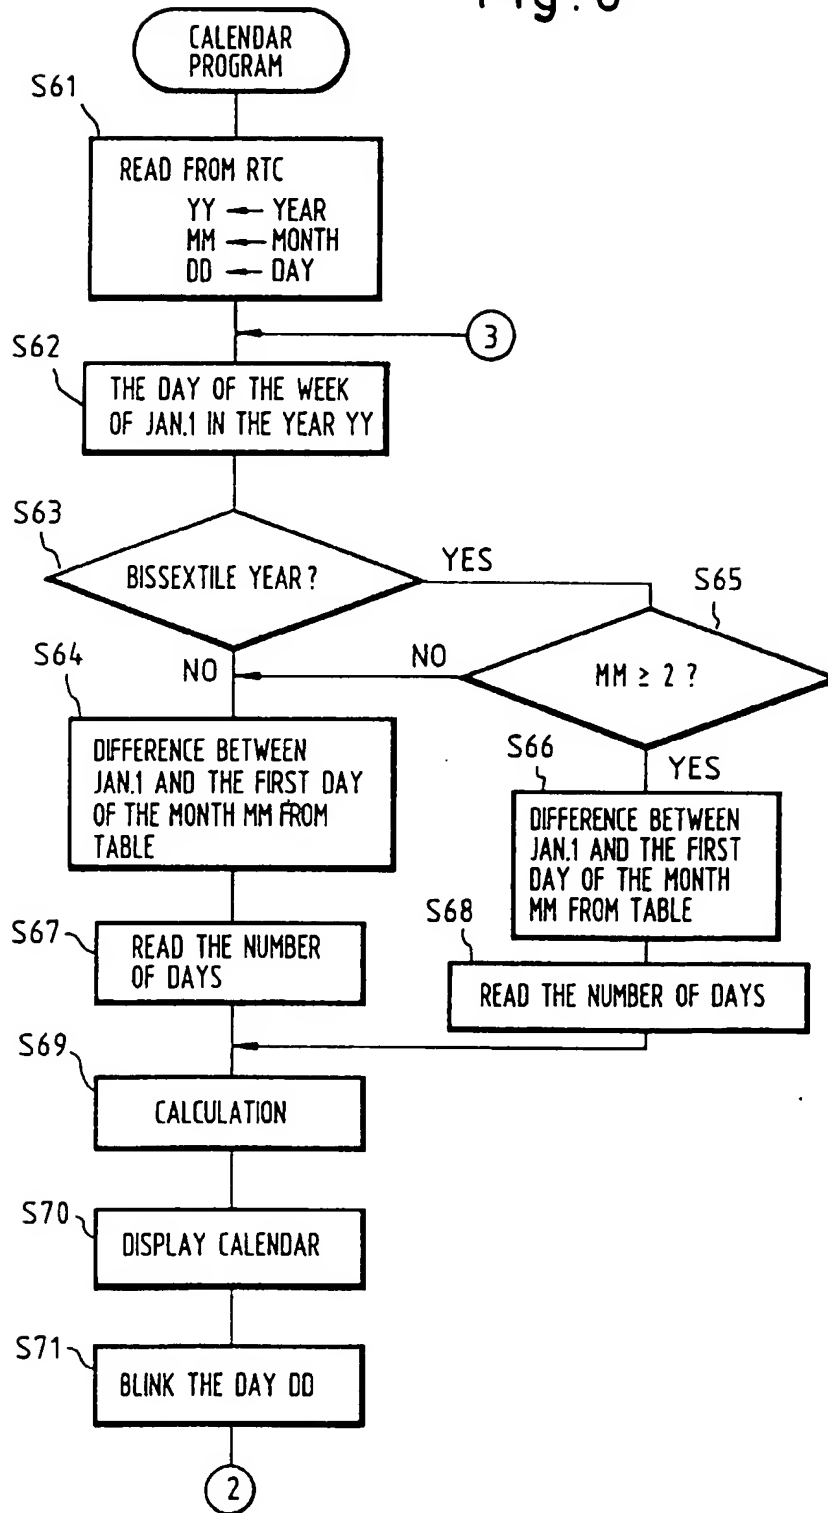 CALENDAR
PROGRAM
S61
READ FROM RTC
YY ← YEAR
MM ← MONTH
DD ← DAY
3
S62
THE DAY OF THE WEEK
OF JAN.1 IN THE YEAR YY
S63
BISSEXTILE YEAR?
YES
S65
MM ≥ 2 ?
NO
S64
NO
DIFFERENCE BETWEEN
JAN.1 AND THE FIRST DAY
OF THE MONTH MM FROM
TABLE
S66
YES
DIFFERENCE BETWEEN
JAN.1 AND THE FIRST
DAY OF THE MONTH
MM FROM TABLE
S67
READ THE NUMBER
OF DAYS
S68
READ THE NUMBER OF DAYS
S69
CALCULATION
S70
DISPLAY CALENDAR
S71
BLINK THE DAY DD
2